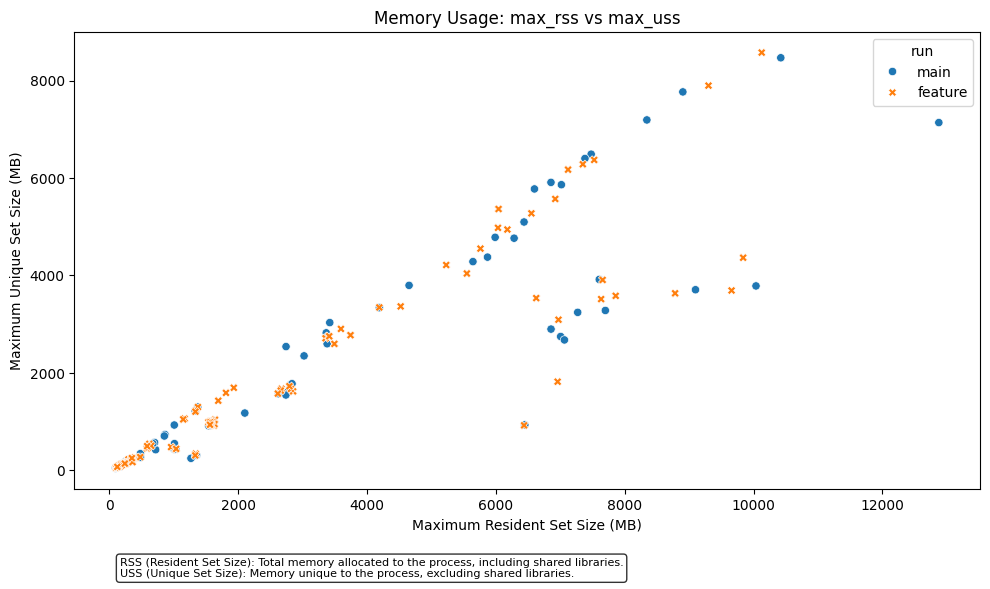 Memory Usage: max_rss vs max_uss
run
main
feature
8000
6000
4000
2000
0
Maximum Unique Set Size (MB)
0 2000 4000 6000 8000 10000 12000
Maximum Resident Set Size (MB)
RSS (Resident Set Size): Total memory allocated to the process, including shared libraries.
USS (Unique Set Size): Memory unique to the process, excluding shared libraries.